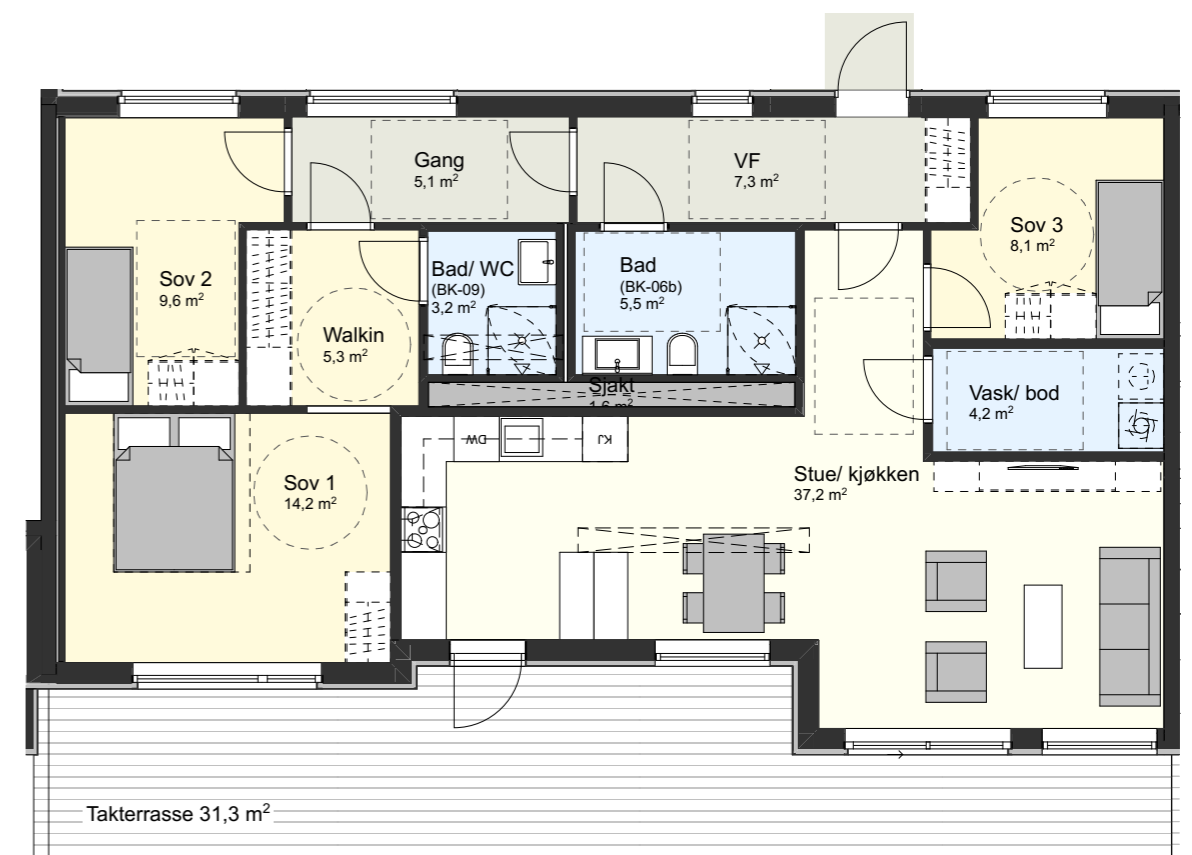 Gang
5,1 m²
VF
7,3 m²
Sov 3
8,1 m²
Sov 2
9,6 m²
Bad/ WC
(BK-09)
3,2 m²
Bad
(BK-06b)
5,5 m²
Walkin
5,3 m²
Sjakt
1,6 m²
Vask/ bod
4,2 m²
DW
KJ
Sov 1
14,2 m²
Stue/ kjøkken
37,2 m²
Takterrasse 31,3 m²